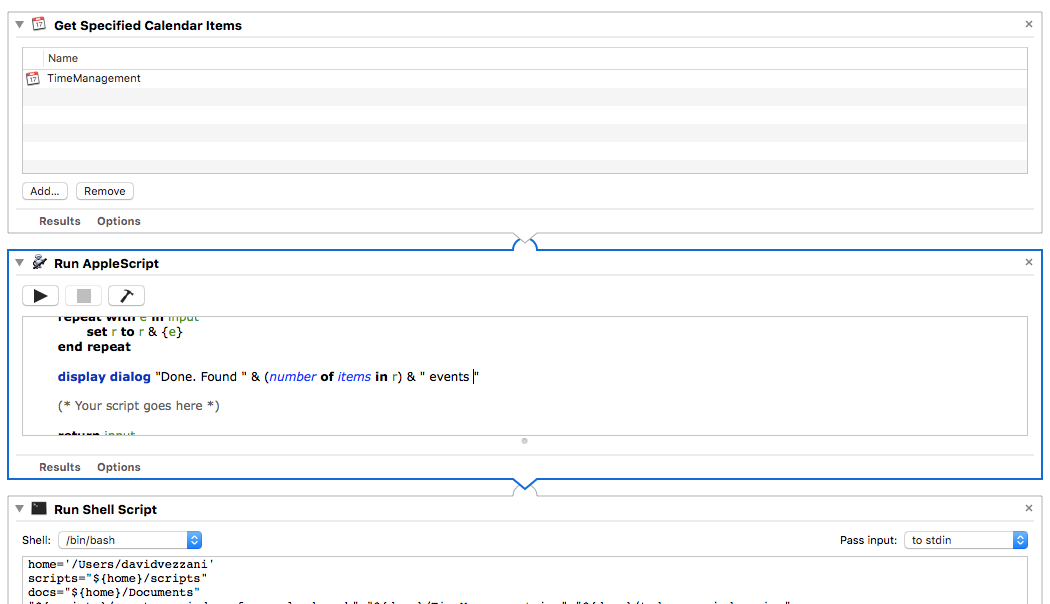 Get Specified Calendar Items
Name
TimeManagement
Add... Remove
Results Options
Run AppleScript
repeat with e in input
set r to r & {e}
end repeat
display dialog "Done. Found " & (number of items in r) & " events "
(* Your script goes here *)
return input
Results Options
Run Shell Script
Shell: /bin/bash Pass input: to stdin
home='/Users/davidvezzani'
scripts="${home}/scripts"
docs="${home}/Documents"